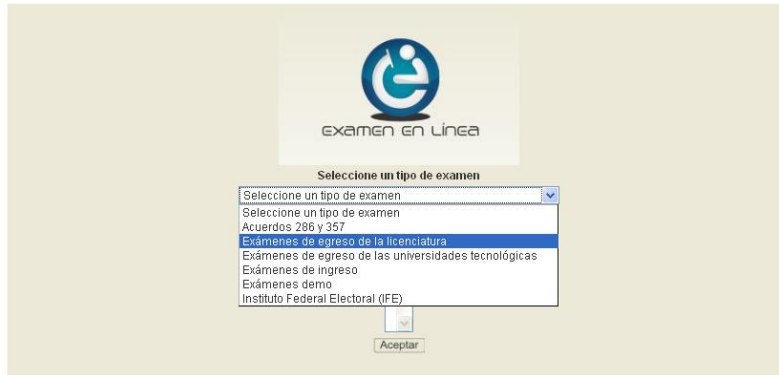 examen en línea
Seleccione un tipo de examen
Seleccione un tipo de examen
Seleccione un tipo de examen
Acuerdos 286 y 357
Exámenes de egreso de la licenciatura
Exámenes de egreso de las universidades tecnológicas
Exámenes de ingreso
Exámenes demo
Instituto Federal Electoral (IFE)
Aceptar